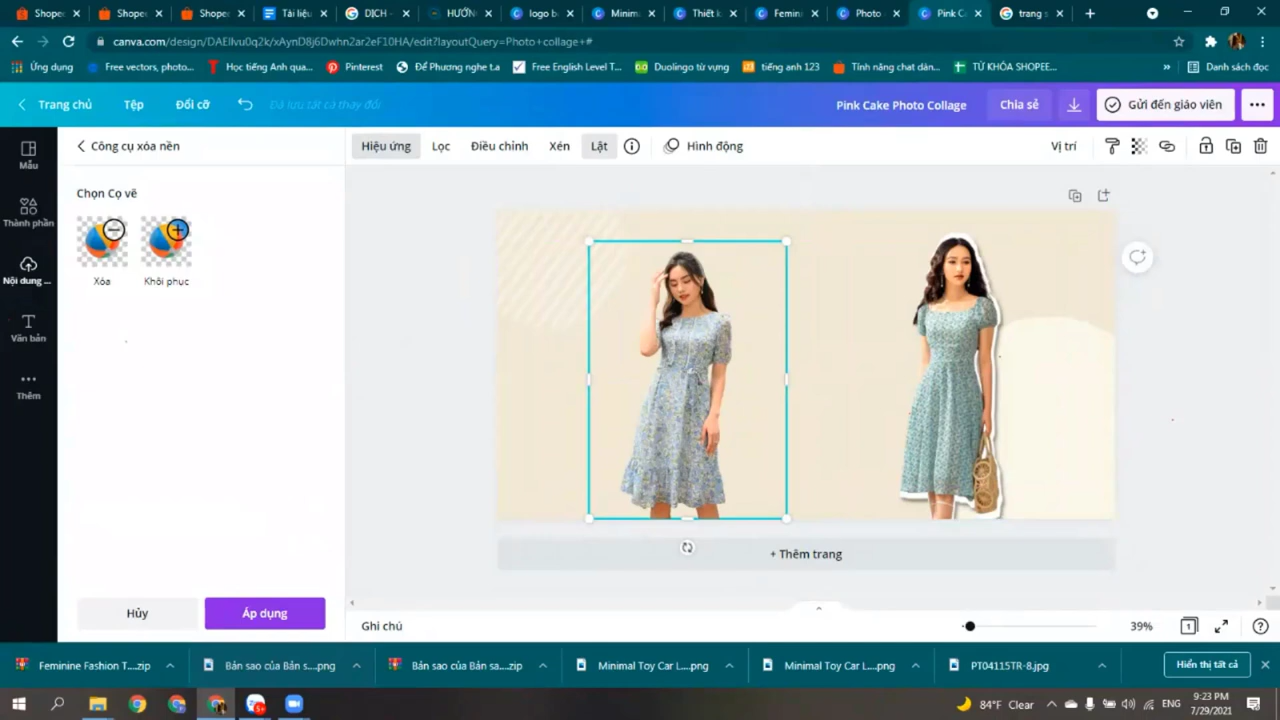 Shopee
Shopee
Shopee
Tài liệu
DỊCH -
HƯỚN
logo b
Minim
Thiết k
Femini
Photo
Pink C
trang s
canva.com/design/DAEllvu0q2k/xAynD8j6Dwhn2ar2eF10HA/edit?layoutQuery=Photo+collage+#
Ứng dụng
Free vectors, photo...
Học tiếng Anh qua...
Pinterest
Để Phương nghe t.a
Free English Level T...
Duolingo từ vựng
tiếng anh 123
Tính năng chat dàn...
TỪ KHÓA SHOPEE...
»
Danh sách đọc
Trang chủ
Tệp
Đổi cỡ
Đã lưu tất cả thay đổi
Pink Cake Photo Collage
Chia sẻ
Gửi đến giáo viên
Mẫu
Thành phần
Nội dung ...
Văn bản
Thêm
Công cụ xóa nền
Hiệu ứng
Lọc
Điều chỉnh
Xén
Lật
Hình động
Vị trí
Chọn Cọ vẽ
Xóa
Khôi phục
+ Thêm trang
Hủy
Áp dụng
Ghi chú
39%
1
Feminine Fashion T....zip
Bản sao của Bản s....png
Bản sao của Bản sa....zip
Minimal Toy Car L....png
Minimal Toy Car L....png
PT04115TR-8.jpg
Hiển thị tất cả
84°F Clear
ENG
9:23 PM
7/29/2021